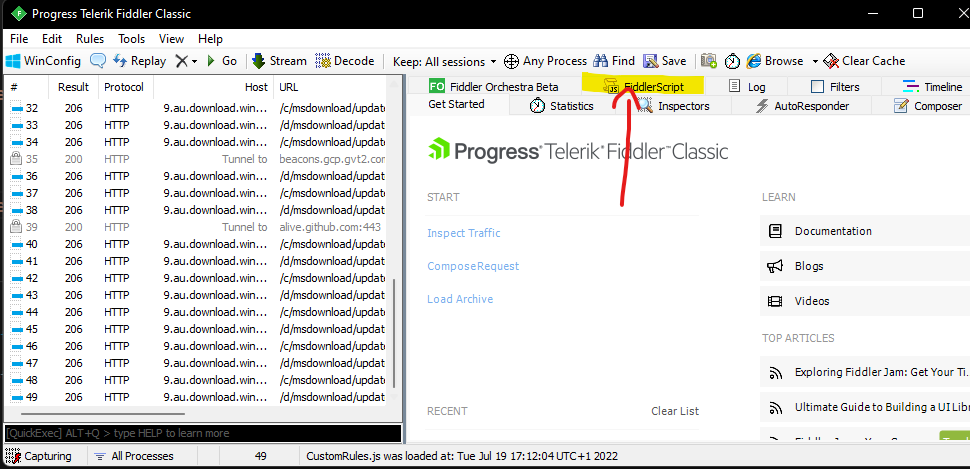 Progress Telerik Fiddler Classic
File Edit Rules Tools View Help
WinConfig Replay Go Stream Decode Keep: All sessions Any Process Find Save Browse Clear Cache
# Result Protocol Host URL
32 206 HTTP 9.au.download.win... /c/msdownload/update
33 206 HTTP 9.au.download.win... /d/msdownload/update
34 206 HTTP 9.au.download.win... /c/msdownload/update
35 200 HTTP Tunnel to beacons.gcp.gvt2.com
36 206 HTTP 9.au.download.win... /d/msdownload/updat
37 206 HTTP 9.au.download.win... /c/msdownload/updat
38 206 HTTP 9.au.download.win... /d/msdownload/updat
39 200 HTTP Tunnel to alive.github.com:443
40 206 HTTP 9.au.download.win... /c/msdownload/updat
41 206 HTTP 9.au.download.win... /d/msdownload/updat
42 206 HTTP 9.au.download.win... /c/msdownload/updat
43 206 HTTP 9.au.download.win... /d/msdownload/updat
44 206 HTTP 9.au.download.win... /c/msdownload/updat
45 206 HTTP 9.au.download.win... /d/msdownload/updat
46 206 HTTP 9.au.download.win... /c/msdownload/updat
47 206 HTTP 9.au.download.win... /d/msdownload/updat
48 206 HTTP 9.au.download.win... /c/msdownload/updat
49 206 HTTP 9.au.download.win... /d/msdownload/updat
[QuickExec] ALT+Q > type HELP to learn more
FO Fiddler Orchestra Beta JS FiddlerScript Log Filters Timeline
Get Started Statistics Inspectors AutoResponder Composer
Progress Telerik Fiddler Classic
START
Inspect Traffic
ComposeRequest
Load Archive
RECENT Clear List
LEARN
Documentation
Blogs
Videos
TOP ARTICLES
Exploring Fiddler Jam: Get Your Ti...
Ultimate Guide to Building a UI Libr
Capturing All Processes 49 CustomRules.js was loaded at: Tue Jul 19 17:12:04 UTC+1 2022